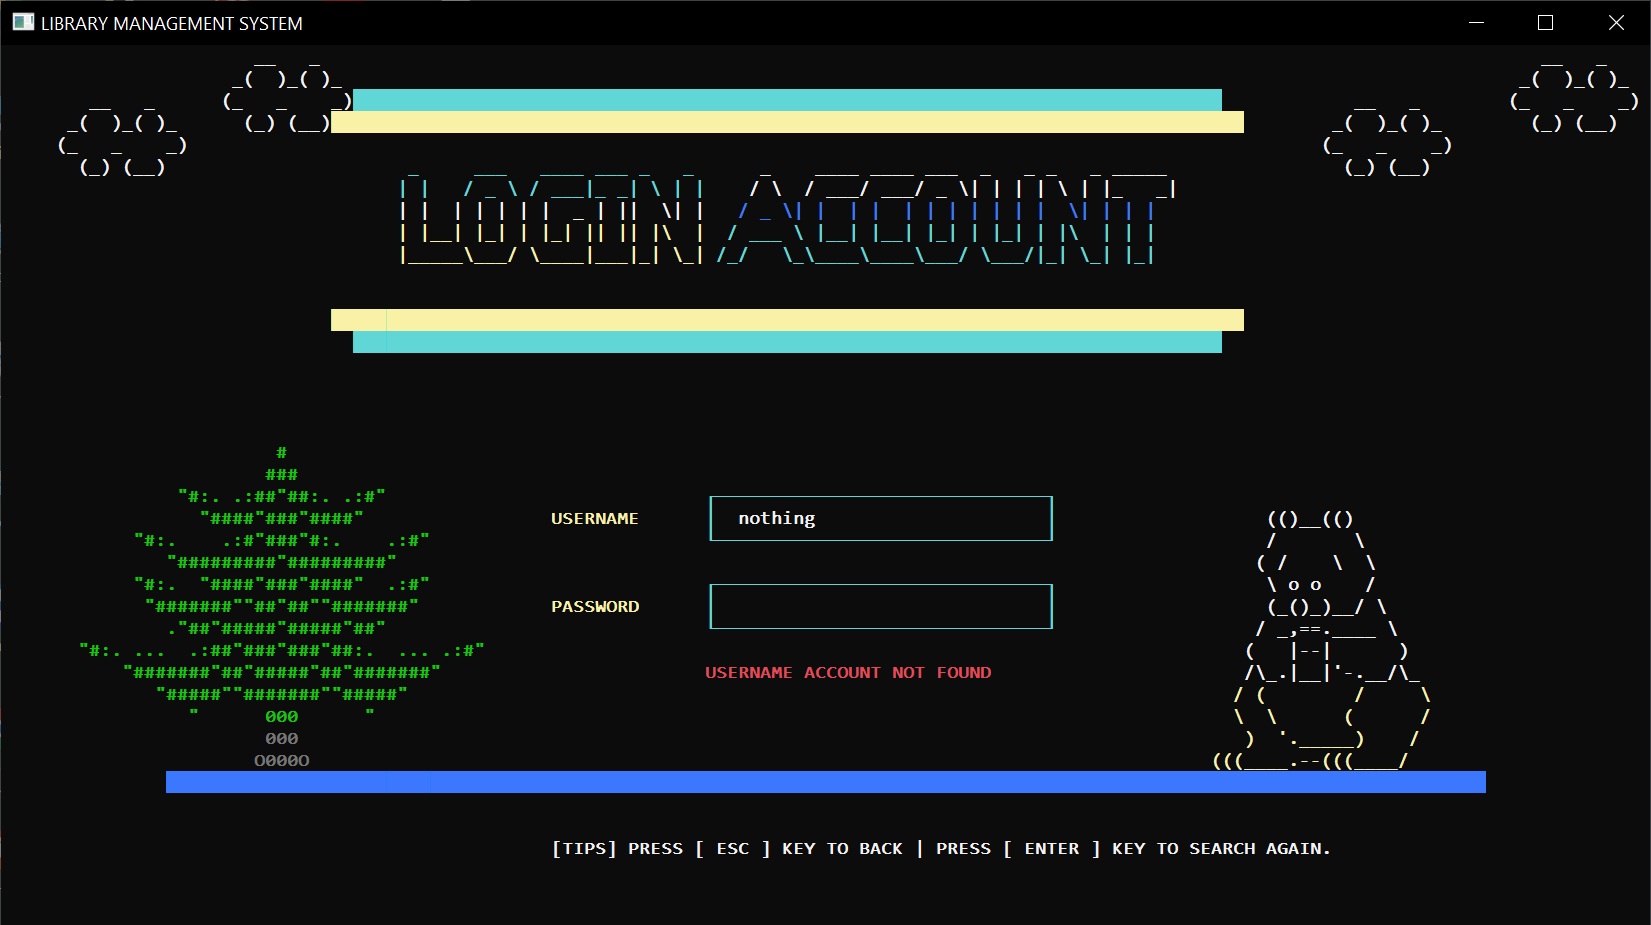 LIBRARY MANAGEMENT SYSTEM
LOGIN ACCOUNT
USERNAME nothing
PASSWORD
USERNAME ACCOUNT NOT FOUND
[TIPS] PRESS [ ESC ] KEY TO BACK | PRESS [ ENTER ] KEY TO SEARCH AGAIN.